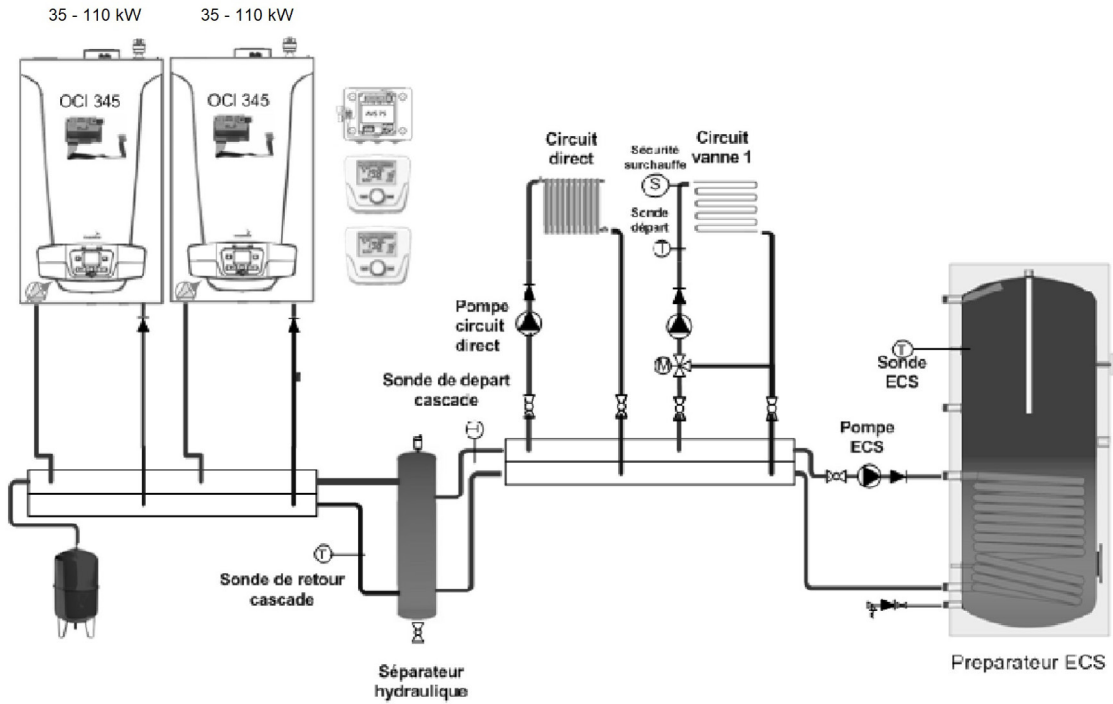 35 - 110 kW
35 - 110 kW
OCI 345
OCI 345
AVS 75
Circuit
direct
Sécurité
surchauffe
S
Circuit
vanne 1
Sonde
départ
T
Pompe
circuit
direct
M
Sonde de depart
cascade
T
T
Sonde
ECS
Pompe
ECS
T
Sonde de retour
cascade
Séparateur
hydraulique
Preparateur ECS